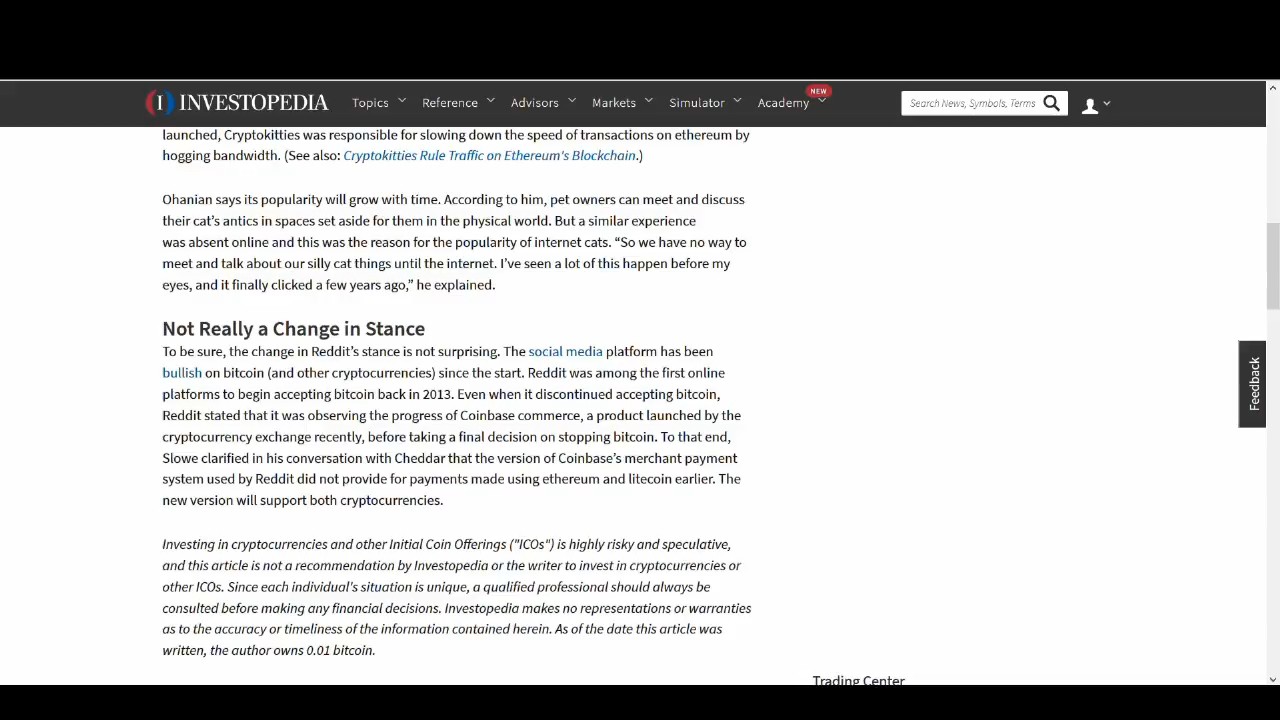 INVESTOPEDIA Topics Reference Advisors Markets Simulator Academy NEW Search News, Symbols, Terms
launched, Cryptokitties was responsible for slowing down the speed of transactions on ethereum by
hogging bandwidth. (See also: Cryptokitties Rule Traffic on Ethereum's Blockchain.)
Ohanian says its popularity will grow with time. According to him, pet owners can meet and discuss
their cat’s antics in spaces set aside for them in the physical world. But a similar experience
was absent online and this was the reason for the popularity of internet cats. “So we have no way to
meet and talk about our silly cat things until the internet. I’ve seen a lot of this happen before my
eyes, and it finally clicked a few years ago,” he explained.
Not Really a Change in Stance
To be sure, the change in Reddit’s stance is not surprising. The social media platform has been
bullish on bitcoin (and other cryptocurrencies) since the start. Reddit was among the first online
platforms to begin accepting bitcoin back in 2013. Even when it discontinued accepting bitcoin,
Reddit stated that it was observing the progress of Coinbase commerce, a product launched by the
cryptocurrency exchange recently, before taking a final decision on stopping bitcoin. To that end,
Slowe clarified in his conversation with Cheddar that the version of Coinbase’s merchant payment
system used by Reddit did not provide for payments made using ethereum and litecoin earlier. The
new version will support both cryptocurrencies.
Investing in cryptocurrencies and other Initial Coin Offerings ("ICOs") is highly risky and speculative,
and this article is not a recommendation by Investopedia or the writer to invest in cryptocurrencies or
other ICOs. Since each individual's situation is unique, a qualified professional should always be
consulted before making any financial decisions. Investopedia makes no representations or warranties
as to the accuracy or timeliness of the information contained herein. As of the date this article was
written, the author owns 0.01 bitcoin.
Feedback
Trading Center